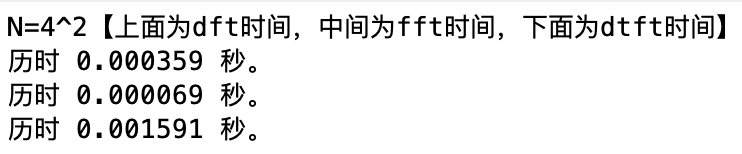 N=4^2【上面为dft时间，中间为fft时间，下面为dtft时间】
历时 0.000359 秒。
历时 0.000069 秒。
历时 0.001591 秒。